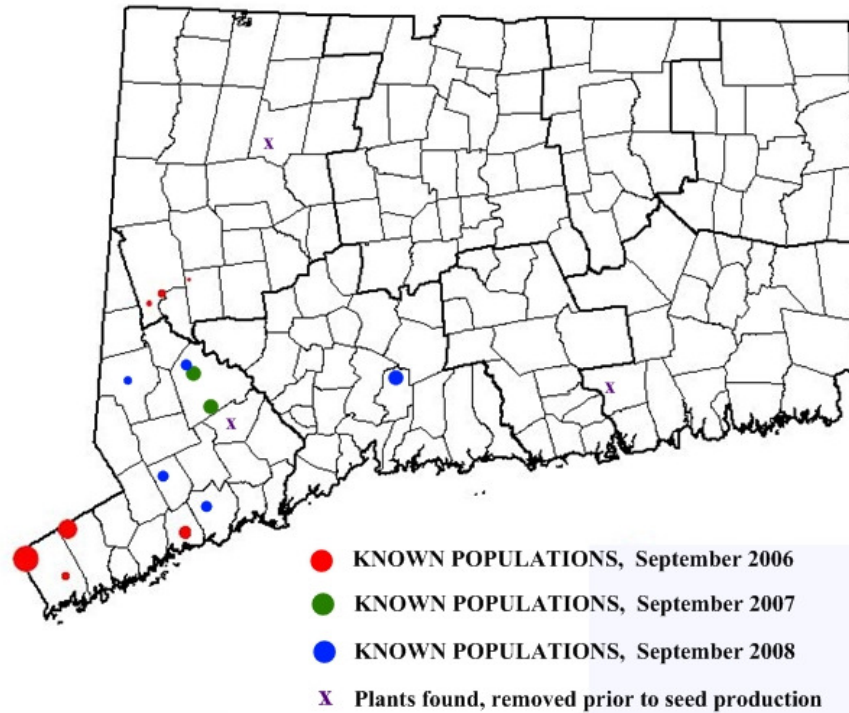 x
x
x
KNOWN POPULATIONS, September 2006
KNOWN POPULATIONS, September 2007
KNOWN POPULATIONS, September 2008
x Plants found, removed prior to seed production